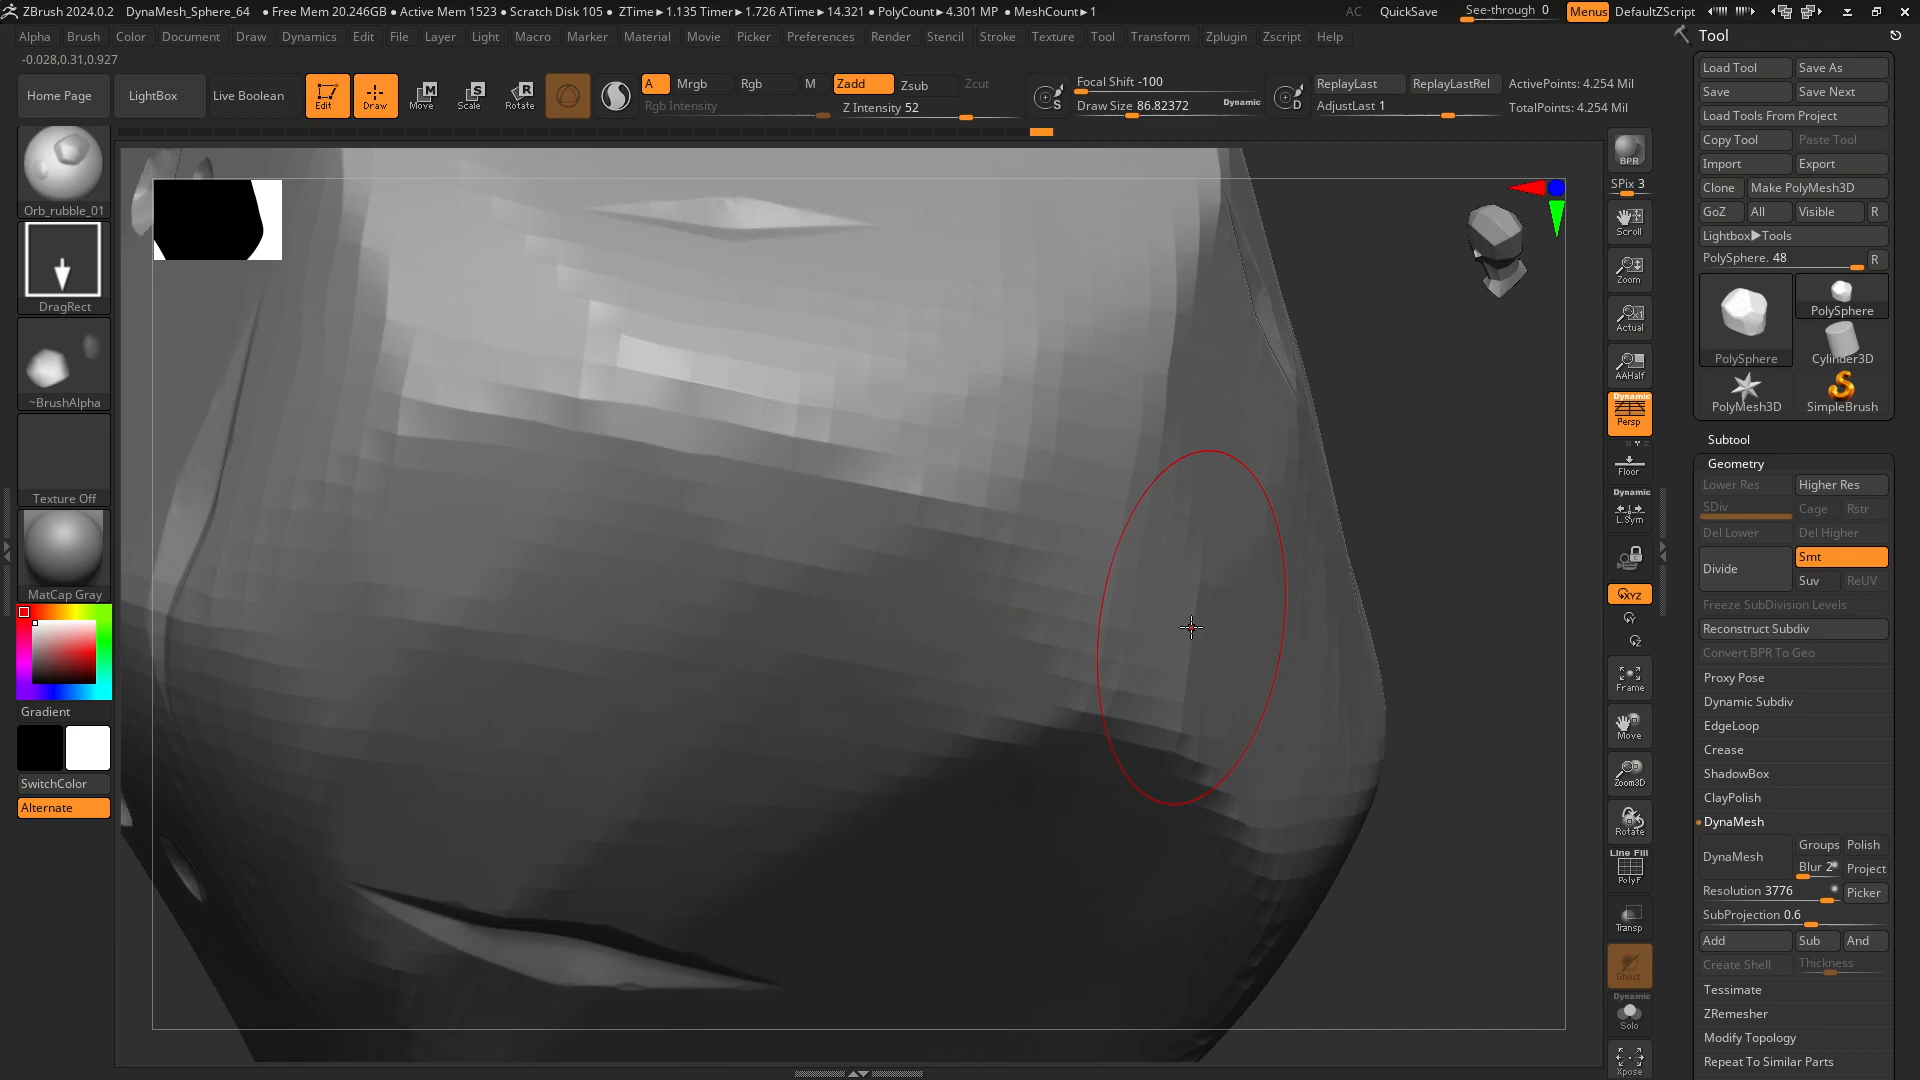 ZBrush 2024.0.2 DynaMesh_Sphere_64 ● Free Mem 20.246GB ● Active Mem 1523 ● Scratch Disk 105 ● ZTime►1.135 Timer►1.726 ATime►14.321 ● PolyCount►4.301 MP ● MeshCount►1 AC QuickSave See-through 0 Menus DefaultZScript
Alpha Brush Color Document Draw Dynamics Edit File Layer Light Macro Marker Material Movie Picker Preferences Render Stencil Stroke Texture Tool Transform Zplugin Zscript Help
-0.028,0.31,0.927
Home Page LightBox Live Boolean Edit Draw Move Scale Rotate
A Mrgb Rgb M Zadd Zsub Zcut
Rgb Intensity Z Intensity 52
S Focal Shift -100
Draw Size 86.82372 Dynamic
D ReplayLast ReplayLastRel ActivePoints: 4.254 Mil
AdjustLast 1 TotalPoints: 4.254 Mil
Orb_rubble_01
DragRect
~BrushAlpha
Texture Off
MatCap Gray
Gradient
SwitchColor
Alternate
BPR
SPix 3
Scroll
Zoom
Actual
AAHalf
Dynamic
Persp
Floor
Dynamic
L.Sym
XYZ
Frame
Move
Zoom3D
Rotate
Line Fill
PolyF
Transp
Ghost
Dynamic
Solo
Xpose
Tool
Load Tool Save As
Save Save Next
Load Tools From Project
Copy Tool Paste Tool
Import Export
Clone Make PolyMesh3D
GoZ All Visible R
Lightbox►Tools
PolySphere. 48 R
PolySphere PolySphere
Cylinder3D
PolyMesh3D SimpleBrush
Subtool
Geometry
Lower Res Higher Res
SDiv Cage Rstr
Del Lower Del Higher
Divide Smt
Suv ReUV
Freeze SubDivision Levels
Reconstruct Subdiv
Convert BPR To Geo
Proxy Pose
Dynamic Subdiv
EdgeLoop
Crease
ShadowBox
ClayPolish
DynaMesh
DynaMesh Groups Polish
Blur 2 Project
Resolution 3776 Picker
SubProjection 0.6
Add Sub And
Create Shell Thickness
Tessimate
ZRemesher
Modify Topology
Repeat To Similar Parts